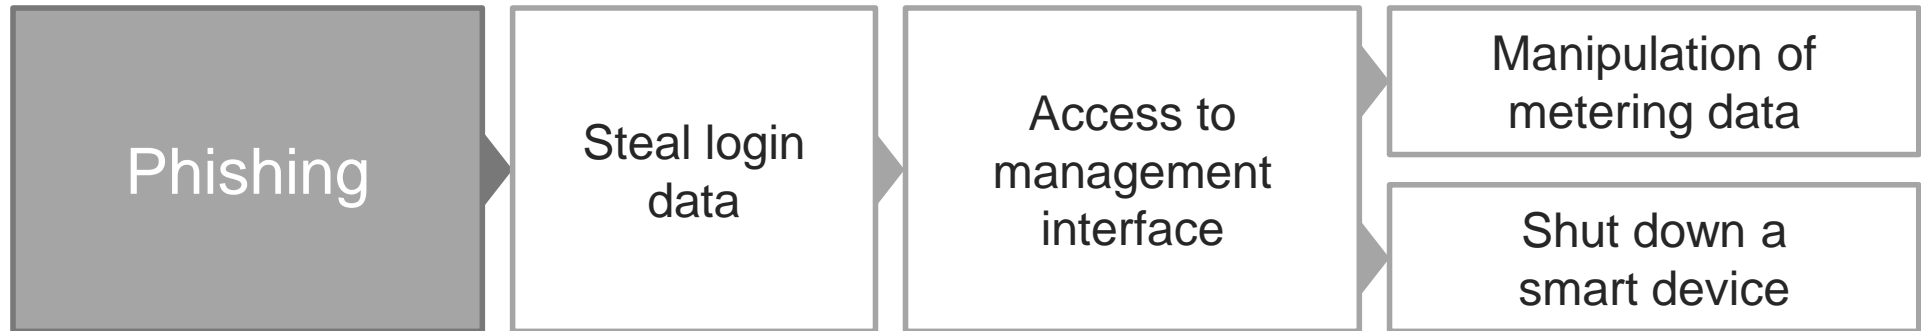 Phishing
Steal login
data
Access to
management
interface
Manipulation of
metering data
Shut down a
smart device